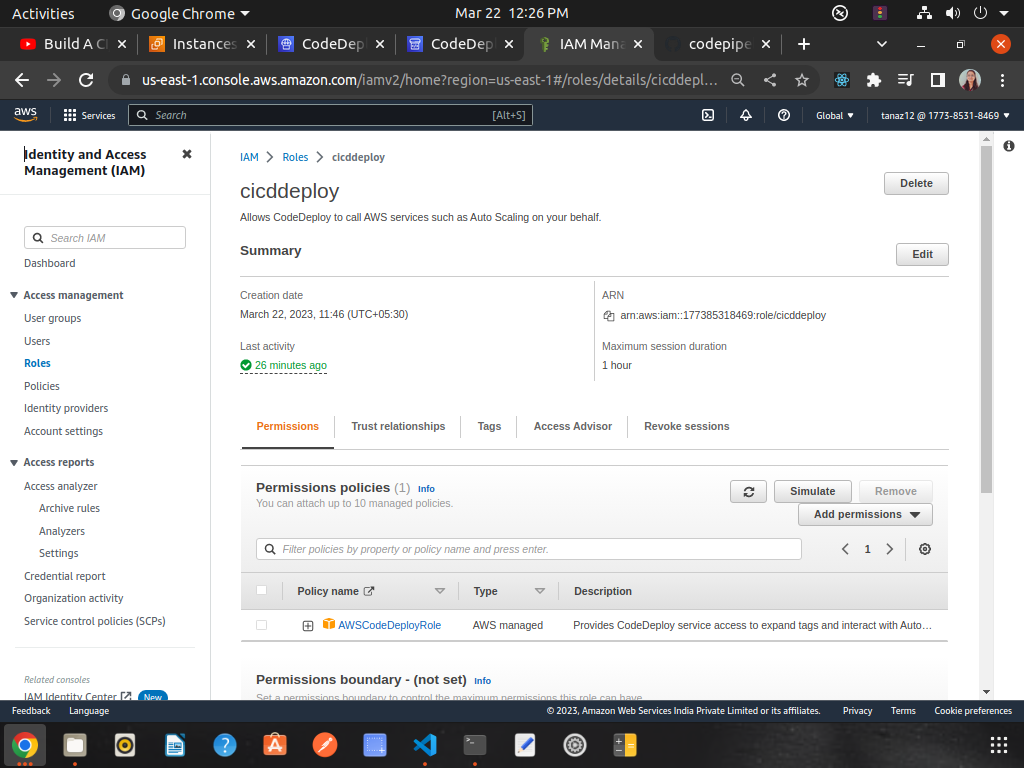 Activities
Google Chrome
Mar 22 12:26 PM
Build A C
Instances
CodeDep
CodeDep
IAM Mana
codepipe
us-east-1.console.aws.amazon.com/iamv2/home?region=us-east-1#/roles/details/cicddepl...
aws
Services
Search
[Alt+S]
Global
tanaz12 @ 1773-8531-8469
Identity and Access
Management (IAM)
Search IAM
Dashboard
Access management
User groups
Users
Roles
Policies
Identity providers
Account settings
Access reports
Access analyzer
Archive rules
Analyzers
Settings
Credential report
Organization activity
Service control policies (SCPs)
Related consoles
IAM Identity Center
New
IAM
Roles
cicddeploy
cicddeploy
Delete
Allows CodeDeploy to call AWS services such as Auto Scaling on your behalf.
Summary
Edit
Creation date
March 22, 2023, 11:46 (UTC+05:30)
ARN
arn:aws:iam::177385318469:role/cicddeploy
Last activity
26 minutes ago
Maximum session duration
1 hour
Permissions
Trust relationships
Tags
Access Advisor
Revoke sessions
Permissions policies (1) Info
You can attach up to 10 managed policies.
Simulate
Remove
Add permissions
Filter policies by property or policy name and press enter.
1
Policy name
Type
Description
AWSCodeDeployRole
AWS managed
Provides CodeDeploy service access to expand tags and interact with Auto...
Permissions boundary - (not set) Info
Set a permissions boundary to control the maximum permissions this role can have
Feedback
Language
© 2023, Amazon Web Services India Private Limited or its affiliates.
Privacy
Terms
Cookie preferences